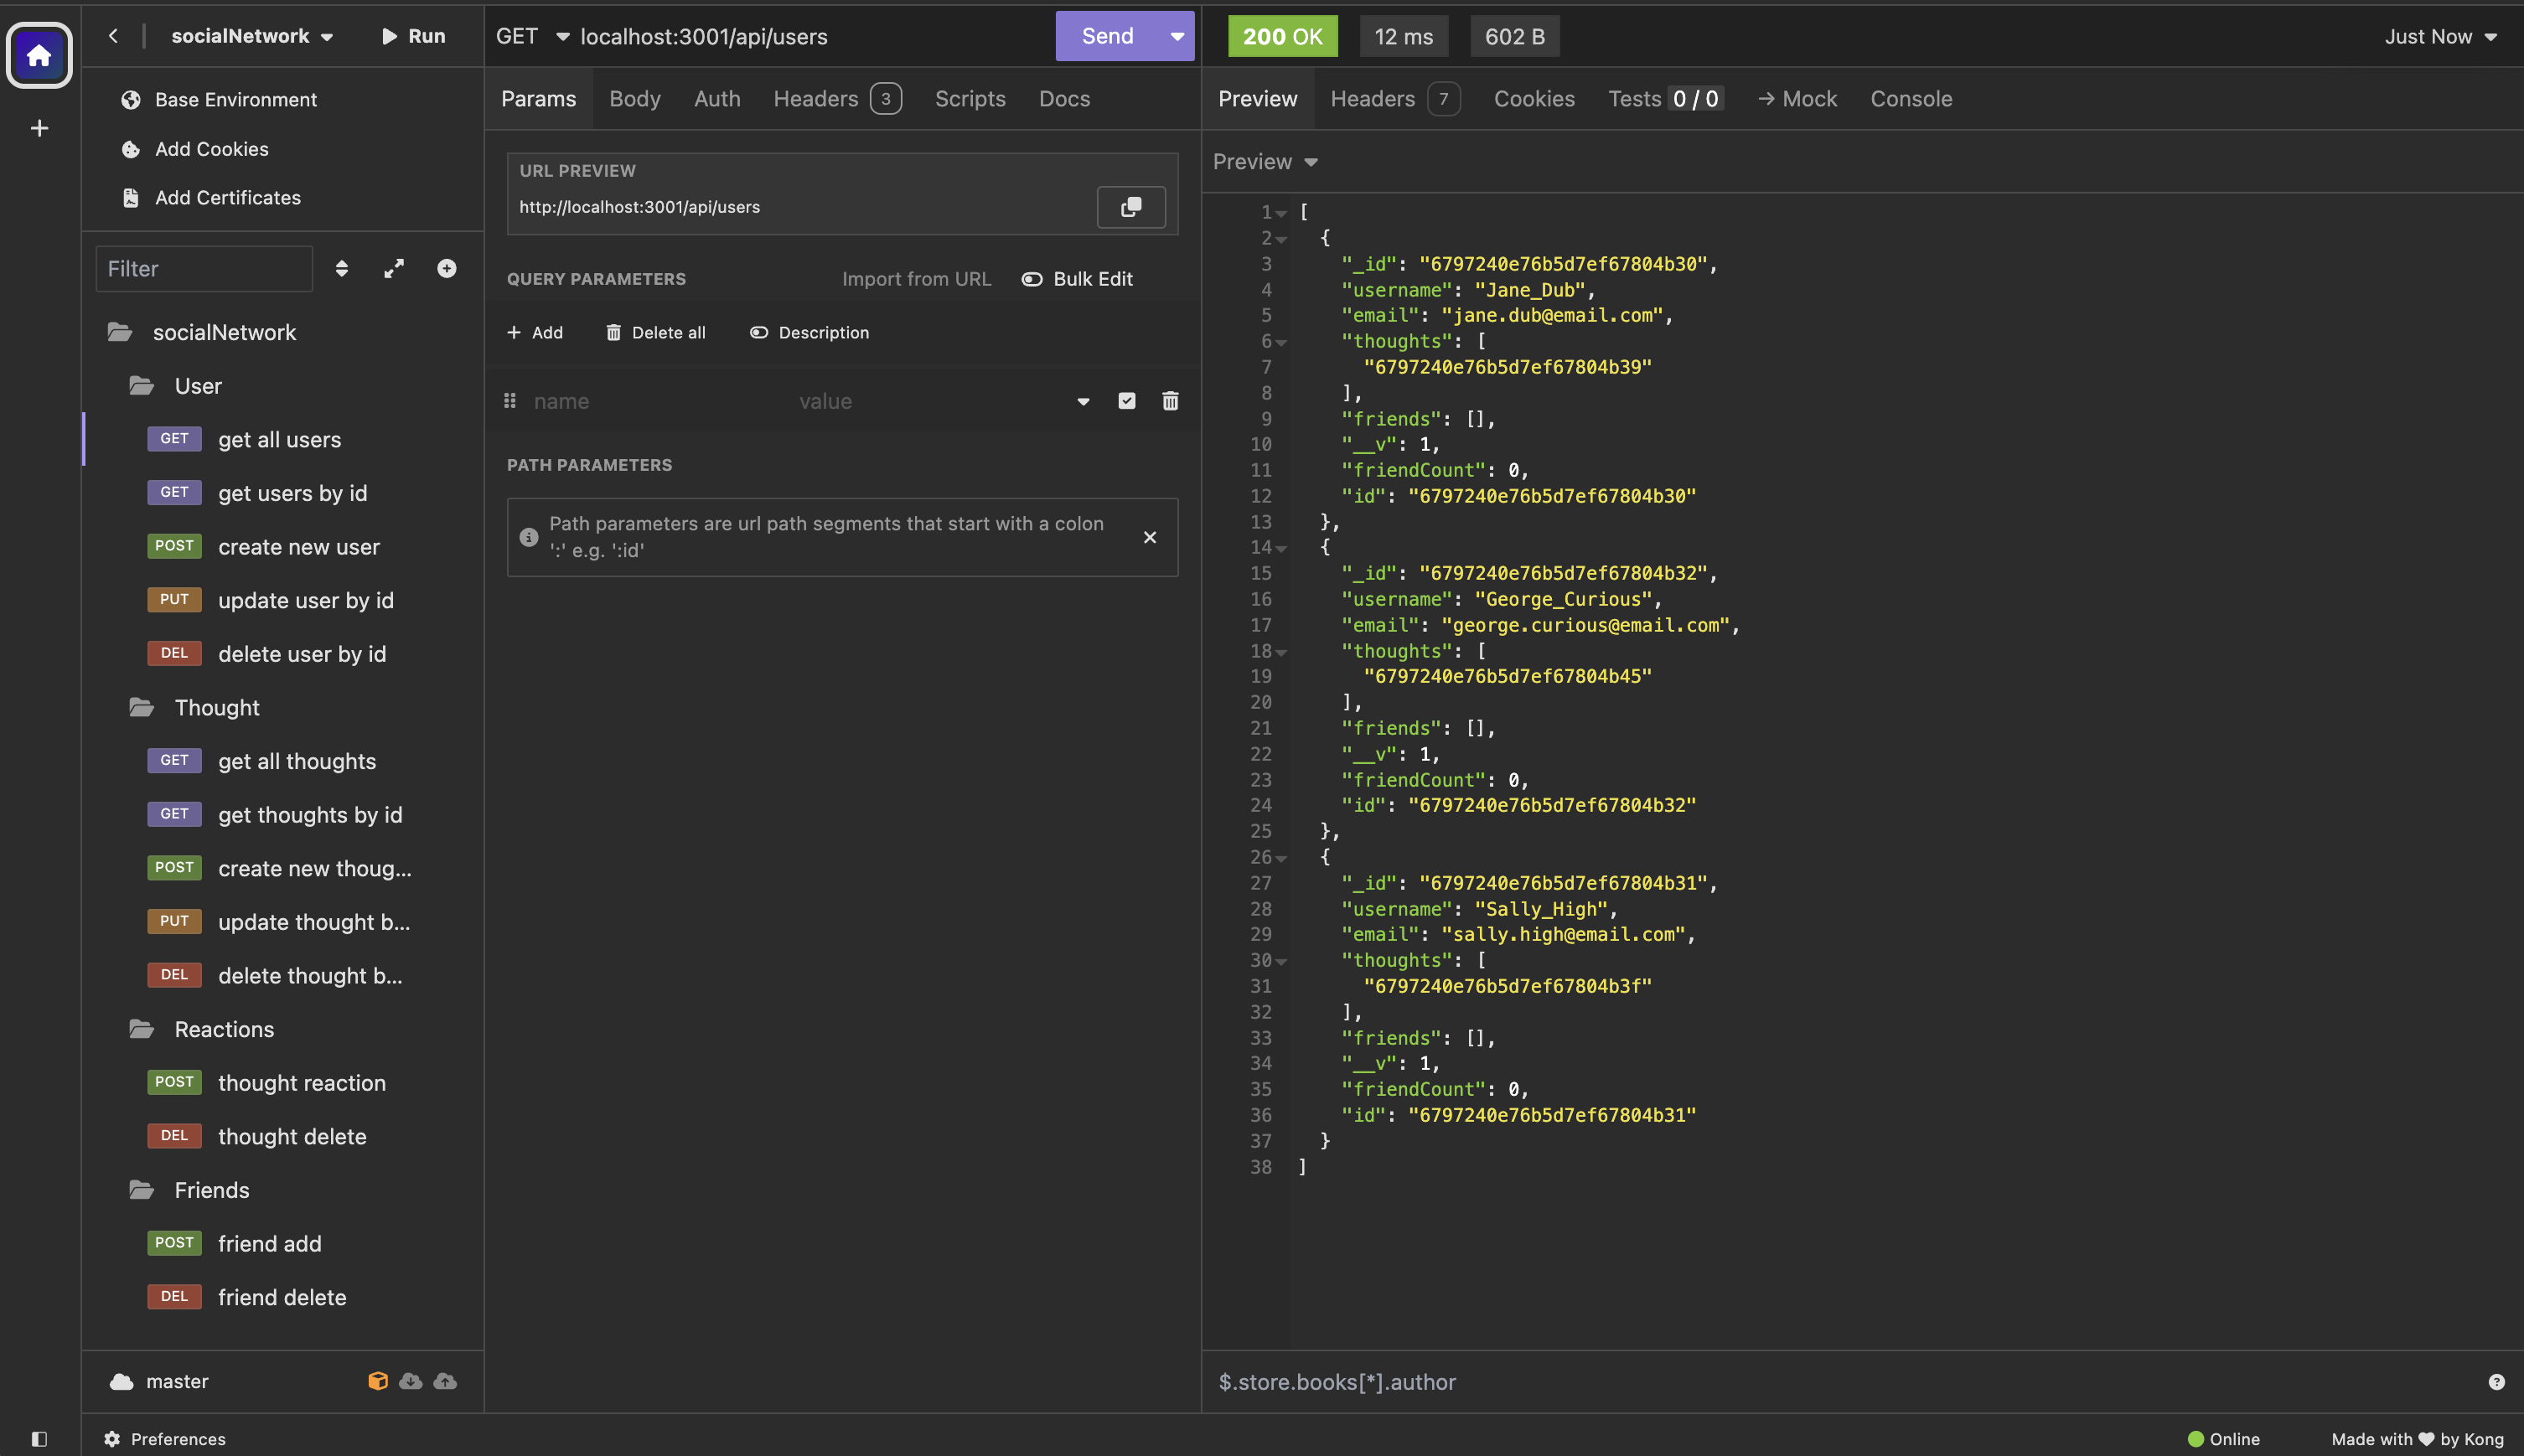 socialNetwork
Run
Base Environment
Add Cookies
Add Certificates
Filter
socialNetwork
User
GET get all users
GET get users by id
POST create new user
PUT update user by id
DEL delete user by id
Thought
GET get all thoughts
GET get thoughts by id
POST create new thoug...
PUT update thought b...
DEL delete thought b...
Reactions
POST thought reaction
DEL thought delete
Friends
POST friend add
DEL friend delete
master
Preferences
GET localhost:3001/api/users
Send
Params Body Auth Headers 3 Scripts Docs
URL PREVIEW
http://localhost:3001/api/users
QUERY PARAMETERS Import from URL Bulk Edit
+ Add Delete all Description
name value
PATH PARAMETERS
Path parameters are url path segments that start with a colon
':' e.g. ':id'
200 OK 12 ms 602 B Just Now
Preview Headers 7 Cookies Tests 0 / 0 → Mock Console
Preview
1 [
2 {
3 "_id": "6797240e76b5d7ef67804b30",
4 "username": "Jane_Dub",
5 "email": "jane.dub@email.com",
6 "thoughts": [
7 "6797240e76b5d7ef67804b39"
8 ],
9 "friends": [],
10 "__v": 1,
11 "friendCount": 0,
12 "id": "6797240e76b5d7ef67804b30"
13 },
14 {
15 "_id": "6797240e76b5d7ef67804b32",
16 "username": "George_Curious",
17 "email": "george.curious@email.com",
18 "thoughts": [
19 "6797240e76b5d7ef67804b45"
20 ],
21 "friends": [],
22 "__v": 1,
23 "friendCount": 0,
24 "id": "6797240e76b5d7ef67804b32"
25 },
26 {
27 "_id": "6797240e76b5d7ef67804b31",
28 "username": "Sally_High",
29 "email": "sally.high@email.com",
30 "thoughts": [
31 "6797240e76b5d7ef67804b3f"
32 ],
33 "friends": [],
34 "__v": 1,
35 "friendCount": 0,
36 "id": "6797240e76b5d7ef67804b31"
37 }
38 ]
$.store.books[*].author
Online
Made with ♥ by Kong